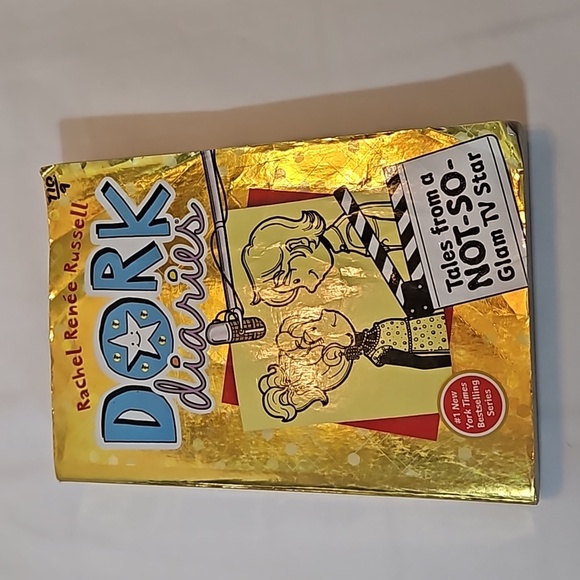 Rachel Renée Russell
DORK
diaries
Tales from a
NOT-SO-
Glam TV Star
#1 New
York Times
Bestselling
Series